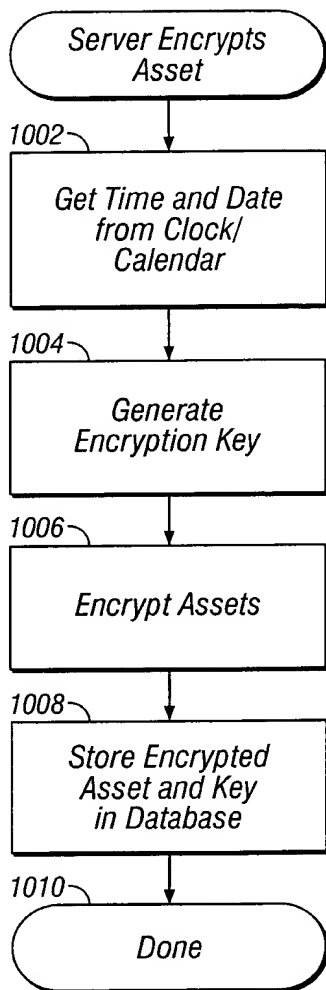 Server Encrypts
Asset
1002
Get Time and Date
from Clock/
Calendar
1004
Generate
Encryption Key
1006
Encrypt Assets
1008
Store Encrypted
Asset and Key
in Database
1010
Done